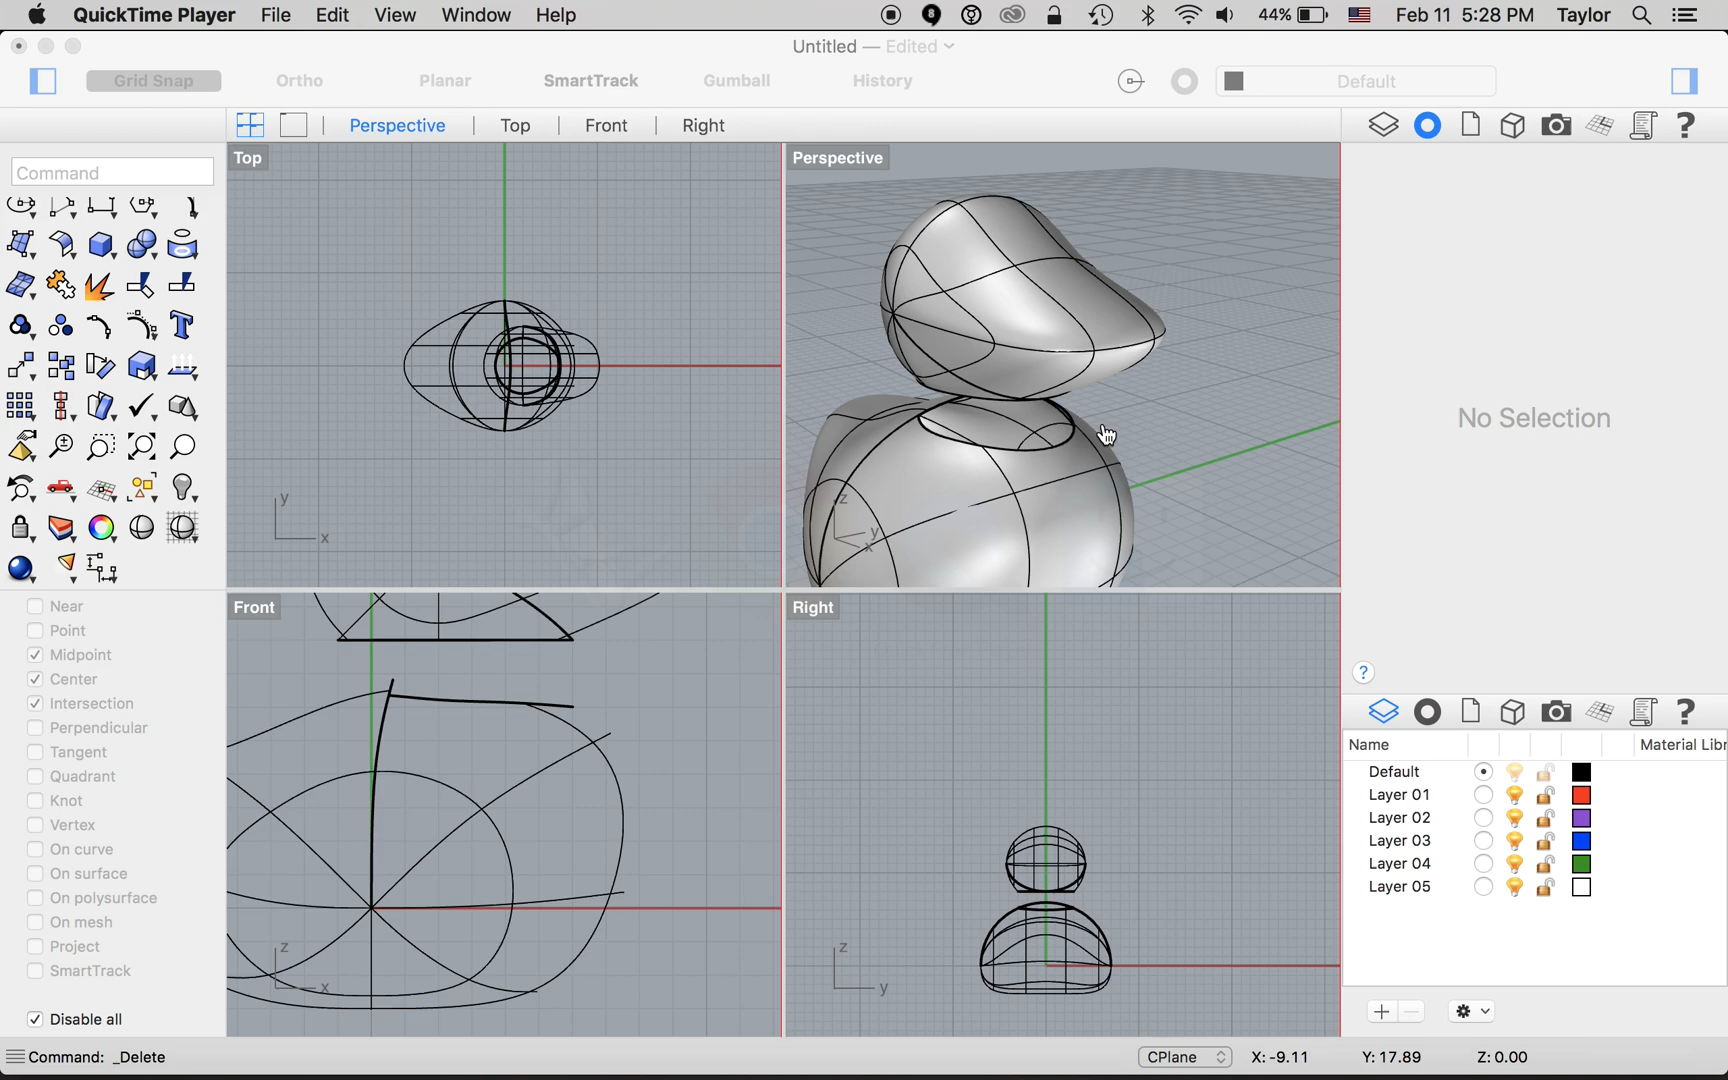 QuickTime Player File Edit View Window Help 44% Feb 11 5:28 PM Taylor
Untitled — Edited
Grid Snap Ortho Planar SmartTrack Gumball History Default
Perspective Top Front Right
Command
Top
Perspective
y
x
z
y
x
No Selection
Near
Point
Midpoint
Center
Intersection
Perpendicular
Tangent
Quadrant
Knot
Vertex
On curve
On surface
On polysurface
On mesh
Project
SmartTrack
Disable all
Front
Right
z
x
z
y
Name Material Libr
Default
Layer 01
Layer 02
Layer 03
Layer 04
Layer 05
Command: _Delete CPlane X: -9.11 Y: 17.89 Z: 0.00